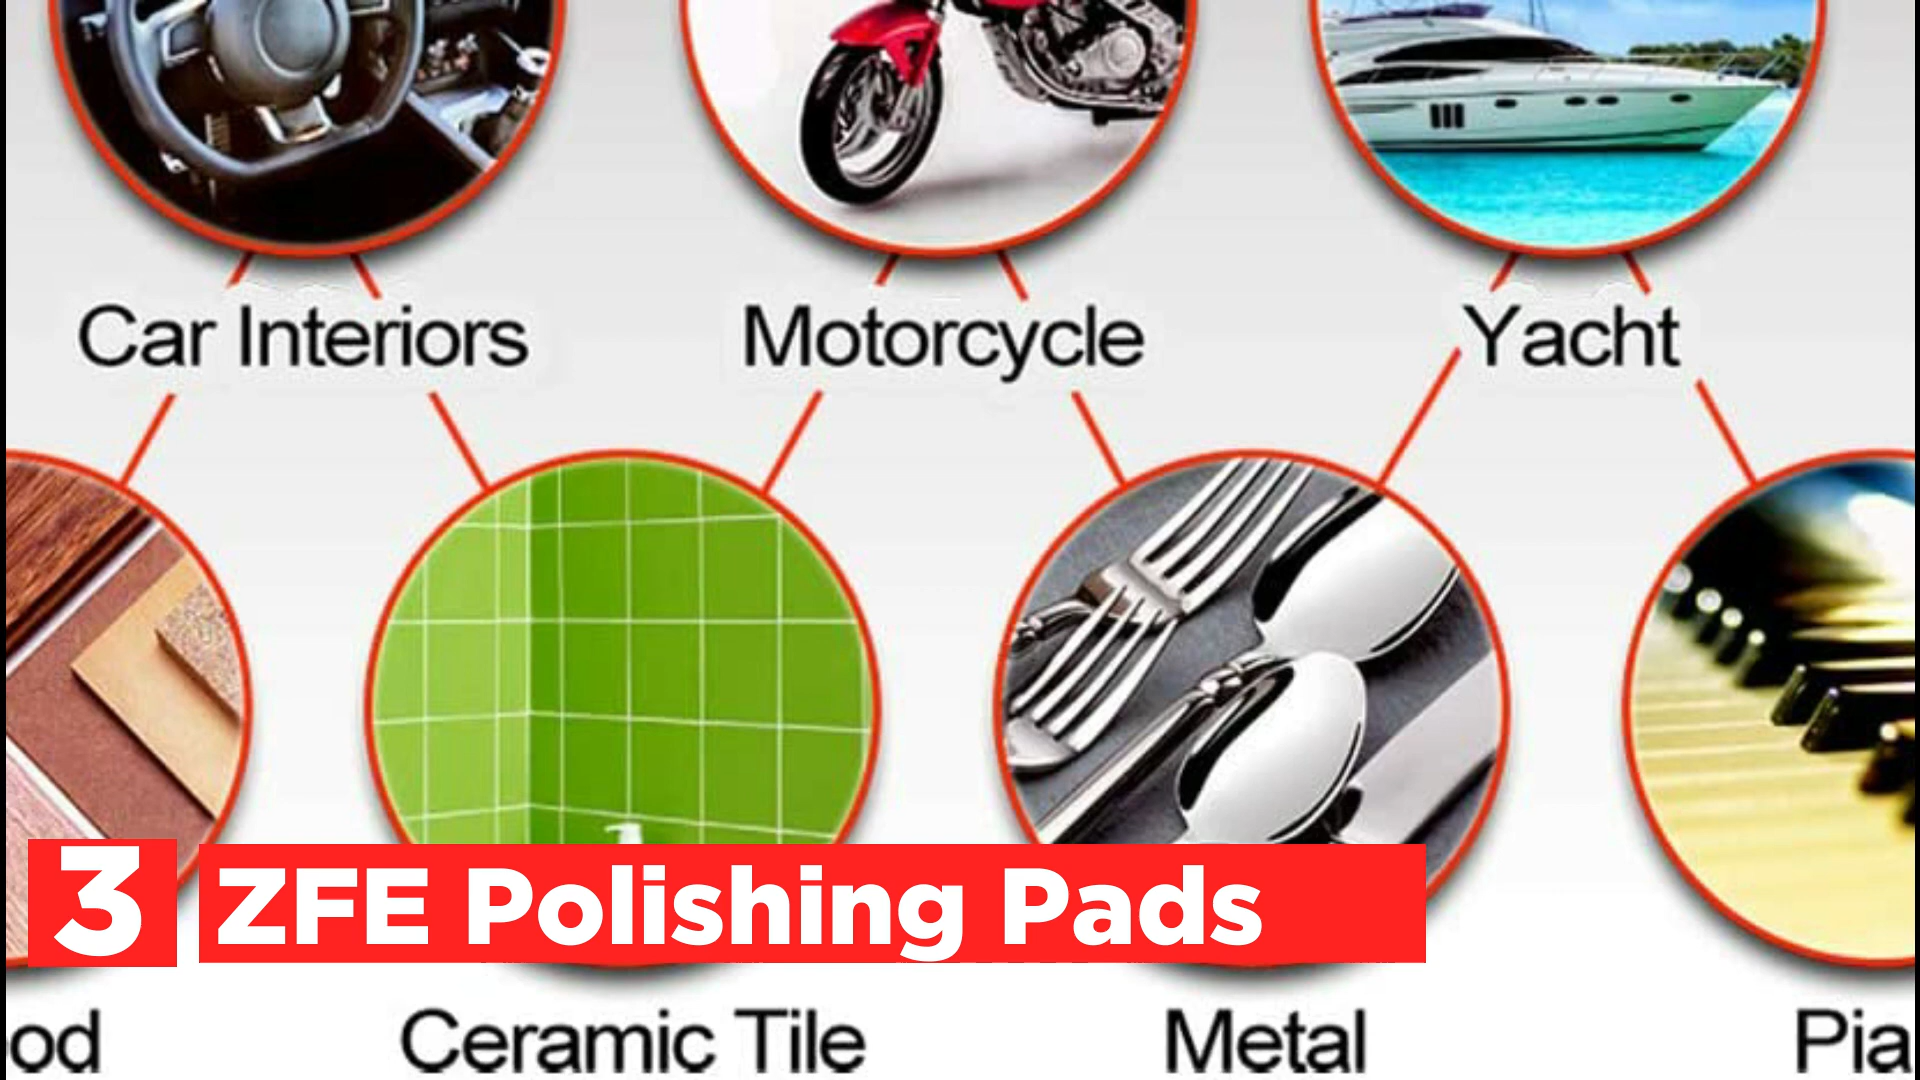 Car Interiors
Motorcycle
Yacht
3
ZFE Polishing Pads
od
Ceramic Tile
Metal
Pia